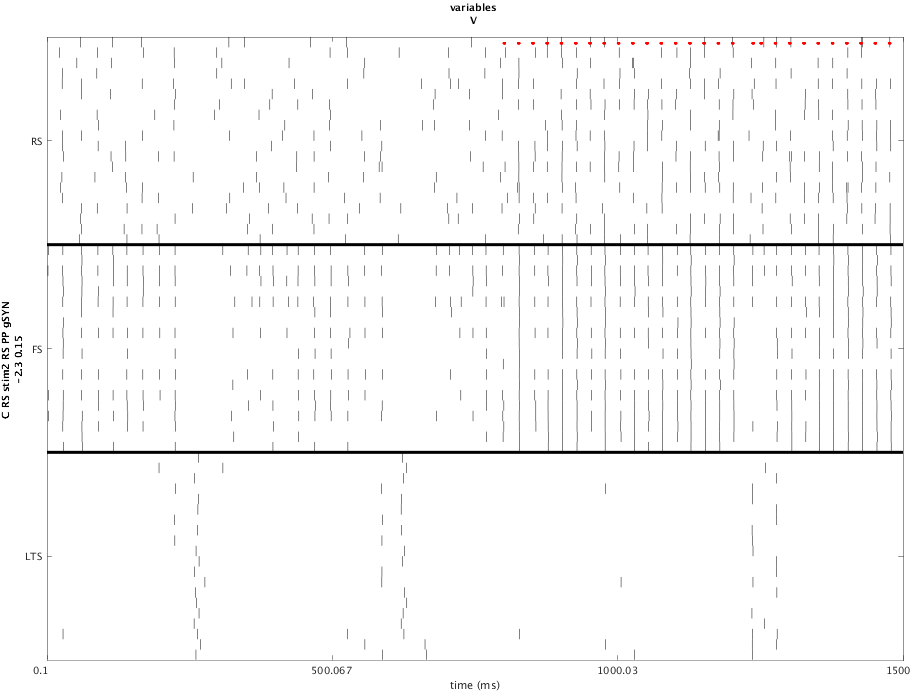 variables
V
RS
FS
LTS
C RS stim2 RS PP gSYN
-2.3 0.15
0.1
500.067
1000.03
1500
time (ms)